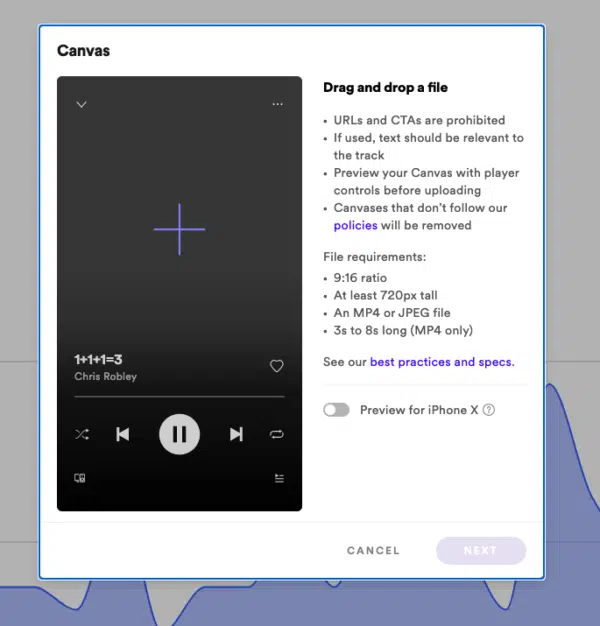 Canvas
Drag and drop a file
• URLs and CTAs are prohibited
• If used, text should be relevant to
the track
• Preview your Canvas with player
controls before uploading
• Canvases that don't follow our
policies will be removed
File requirements:
• 9:16 ratio
• At least 720px tall
• An MP4 or JPEG file
• 3s to 8s long (MP4 only)
See our best practices and specs.
Preview for iPhone X ?
1+1+1=3
Chris Robley
CANCEL
NEXT